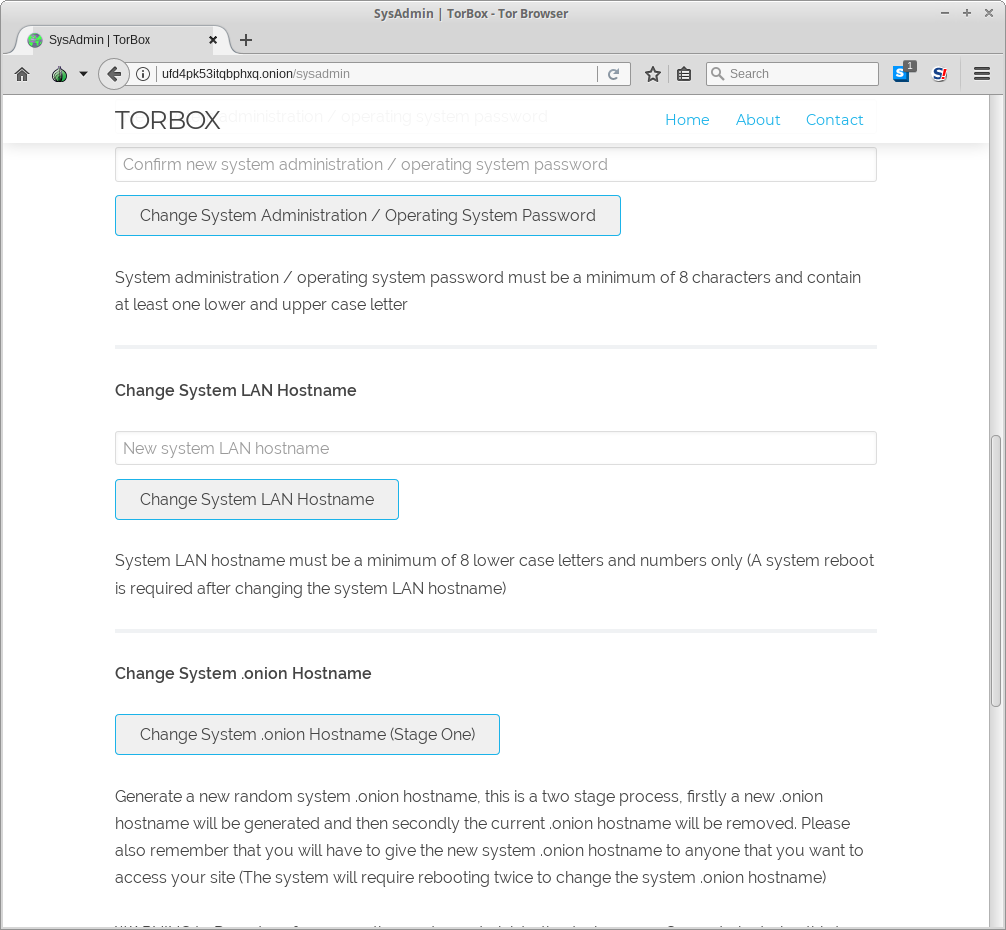 SysAdmin | TorBox - Tor Browser
SysAdmin | TorBox
ufd4pk53itqbphxq.onion/sysadmin
Search
1
TORBOX
administration / operating system password
Home
About
Contact
Confirm new system administration / operating system password
Change System Administration / Operating System Password
System administration / operating system password must be a minimum of 8 characters and contain
at least one lower and upper case letter
Change System LAN Hostname
New system LAN hostname
Change System LAN Hostname
System LAN hostname must be a minimum of 8 lower case letters and numbers only (A system reboot
is required after changing the system LAN hostname)
Change System .onion Hostname
Change System .onion Hostname (Stage One)
Generate a new random system .onion hostname, this is a two stage process, firstly a new .onion
hostname will be generated and then secondly the current .onion hostname will be removed. Please
also remember that you will have to give the new system .onion hostname to anyone that you want to
access your site (The system will require rebooting twice to change the system .onion hostname)